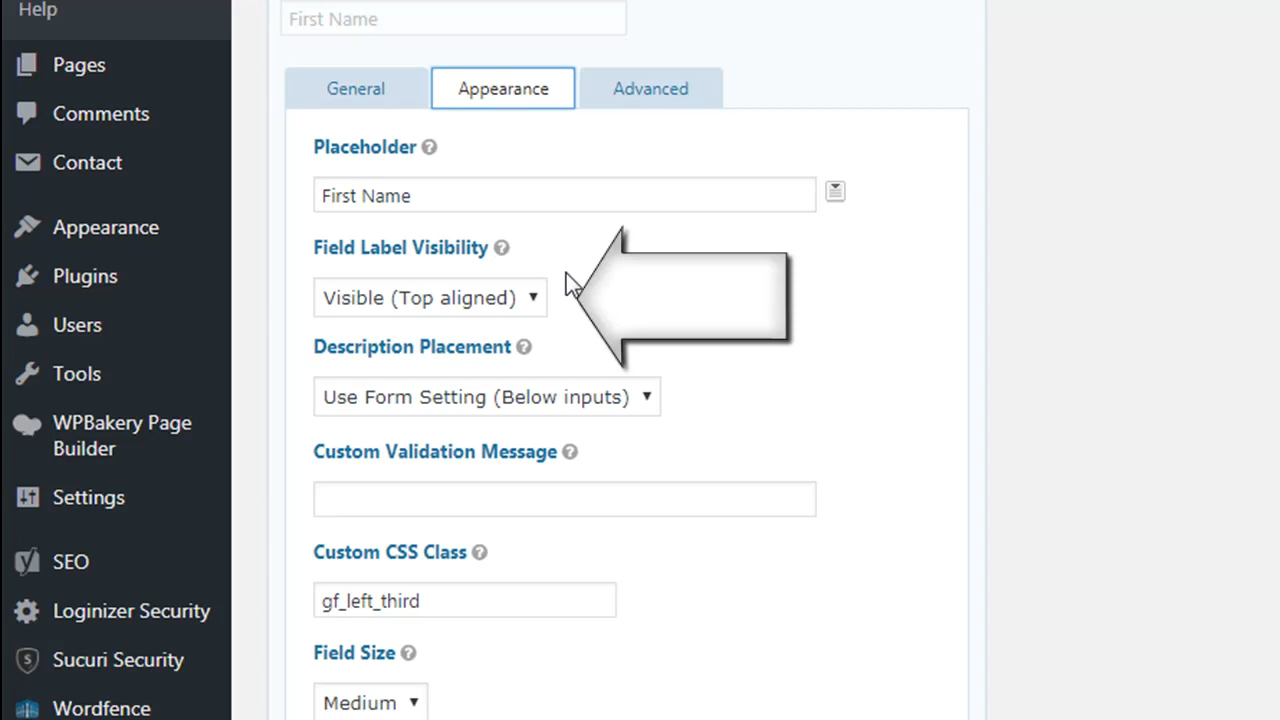 Help
Pages
Comments
Contact
Appearance
Plugins
Users
Tools
WPBakery Page
Builder
Settings
SEO
Loginizer Security
Sucuri Security
Wordfence
First Name
General
Appearance
Advanced
Placeholder
First Name
Field Label Visibility
Visible (Top aligned)
Description Placement
Use Form Setting (Below inputs)
Custom Validation Message
Custom CSS Class
gf_left_third
Field Size
Medium